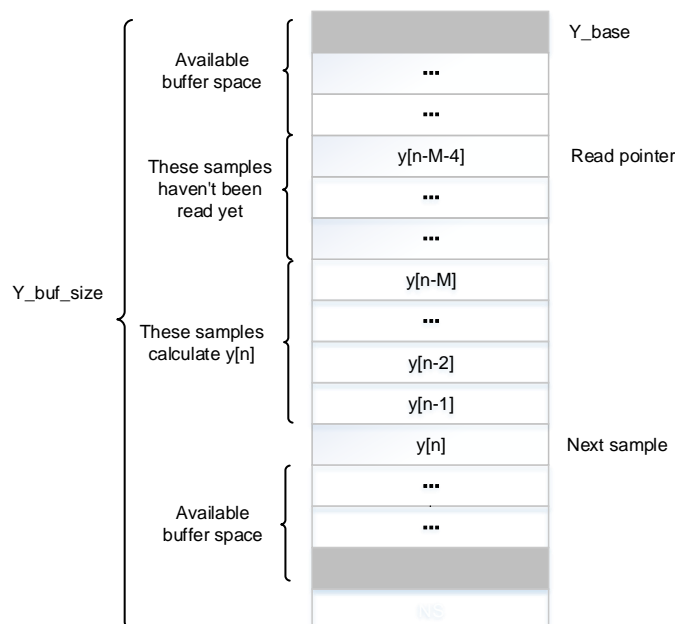 Y_base
Available
buffer space
...
...
y[n-M-4]
Read pointer
These samples
haven't been
read yet
...
...
Y_buf_size
y[n-M]
These samples
calculate y[n]
...
y[n-2]
y[n-1]
y[n]
Next sample
Available
buffer space
...
...